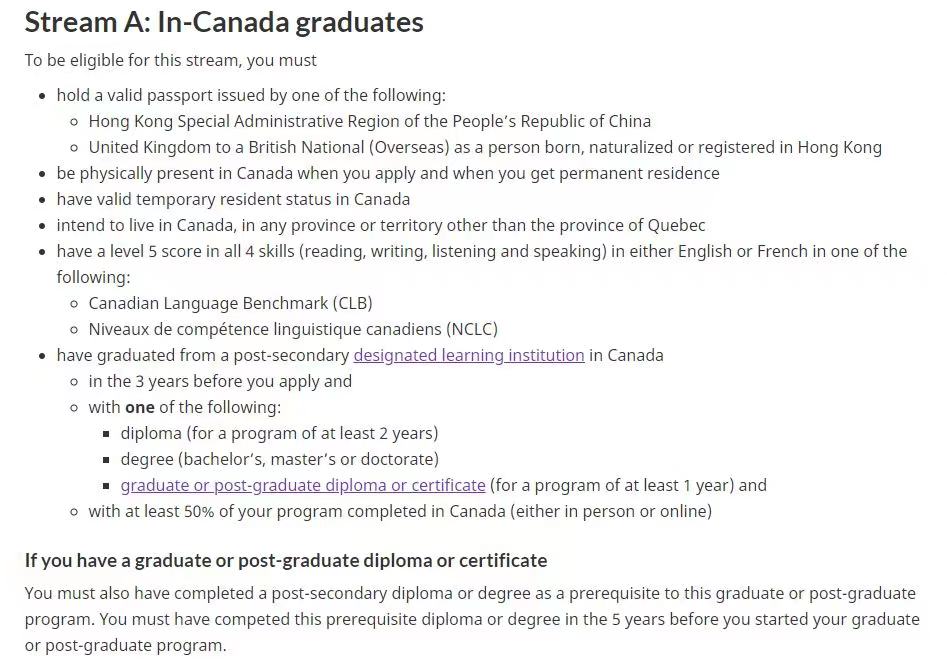 Stream A: In-Canada graduates
To be eligible for this stream, you must
• hold a valid passport issued by one of the following:
◦ Hong Kong Special Administrative Region of the People’s Republic of China
◦ United Kingdom to a British National (Overseas) as a person born, naturalized or registered in Hong Kong
• be physically present in Canada when you apply and when you get permanent residence
• have valid temporary resident status in Canada
• intend to live in Canada, in any province or territory other than the province of Quebec
• have a level 5 score in all 4 skills (reading, writing, listening and speaking) in either English or French in one of the
following:
◦ Canadian Language Benchmark (CLB)
◦ Niveaux de compétence linguistique canadiens (NCLC)
• have graduated from a post-secondary designated learning institution in Canada
◦ in the 3 years before you apply and
◦ with one of the following:
▪ diploma (for a program of at least 2 years)
▪ degree (bachelor’s, master’s or doctorate)
▪ graduate or post-graduate diploma or certificate (for a program of at least 1 year) and
◦ with at least 50% of your program completed in Canada (either in person or online)
If you have a graduate or post-graduate diploma or certificate
You must also have completed a post-secondary diploma or degree as a prerequisite to this graduate or post-graduate
program. You must have competed this prerequisite diploma or degree in the 5 years before you started your graduate
or post-graduate program.